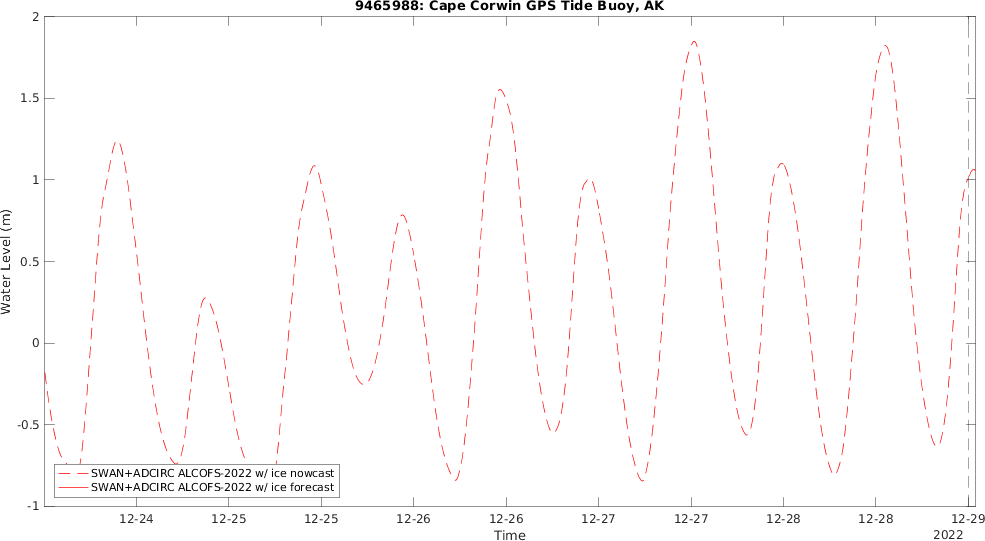 9465988: Cape Corwin GPS Tide Buoy, AK
Water Level (m)
2
1.5
1
0.5
0
-0.5
-1
SWAN+ADCIRC ALCOFS-2022 w/ ice nowcast
SWAN+ADCIRC ALCOFS-2022 w/ ice forecast
12-24 12-25 12-25 12-26 12-26 12-27 12-27 12-28 12-28 12-29
Time
2022